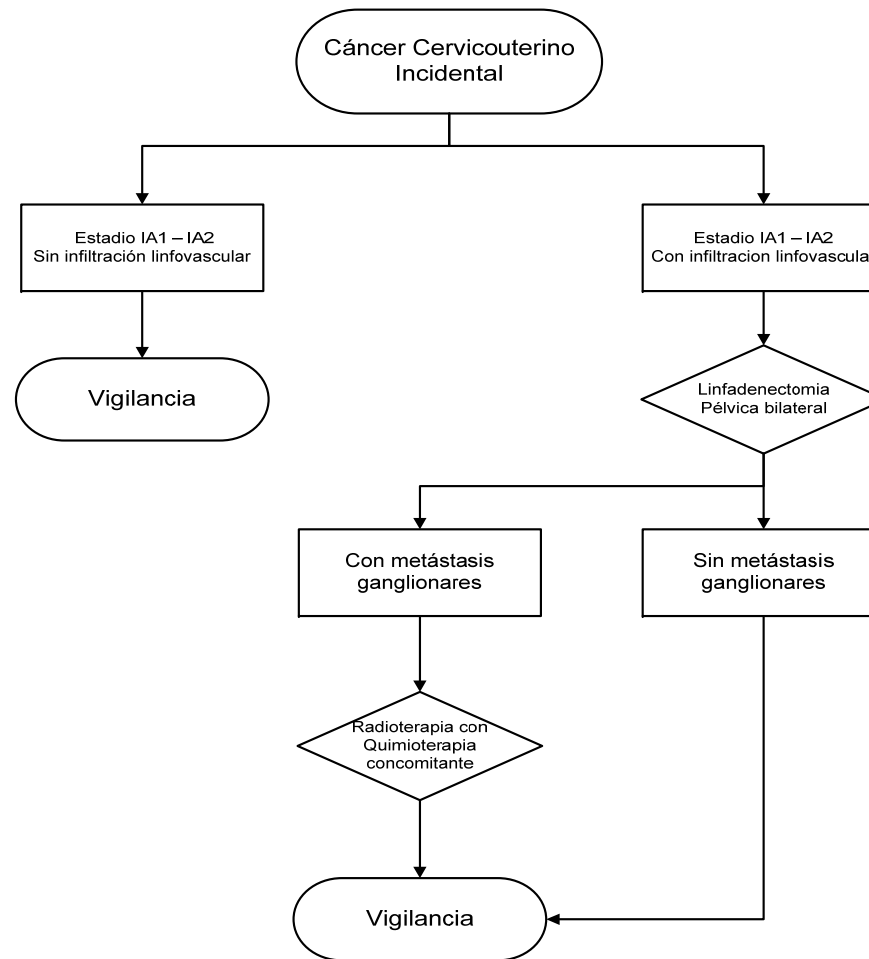 Cáncer Cervicouterino
Incidental
Estadio IA1 – IA2
Sin infiltración linfovascular
Estadio IA1 – IA2
Con infiltracion linfovascula
Vigilancia
Linfadenectomia
Pélvica bilateral
Con metástasis
ganglionares
Sin metástasis
ganglionares
Radioterapia con
Quimioterapia
concomitante
Vigilancia